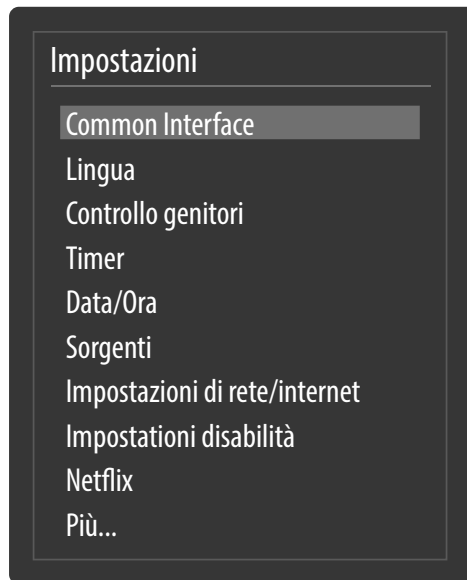 Impostazioni
Common Interface
Lingua
Controllo genitori
Timer
Data/Ora
Sorgenti
Impostazioni di rete/internet
Impostationi disabilità
Netflix
Più...